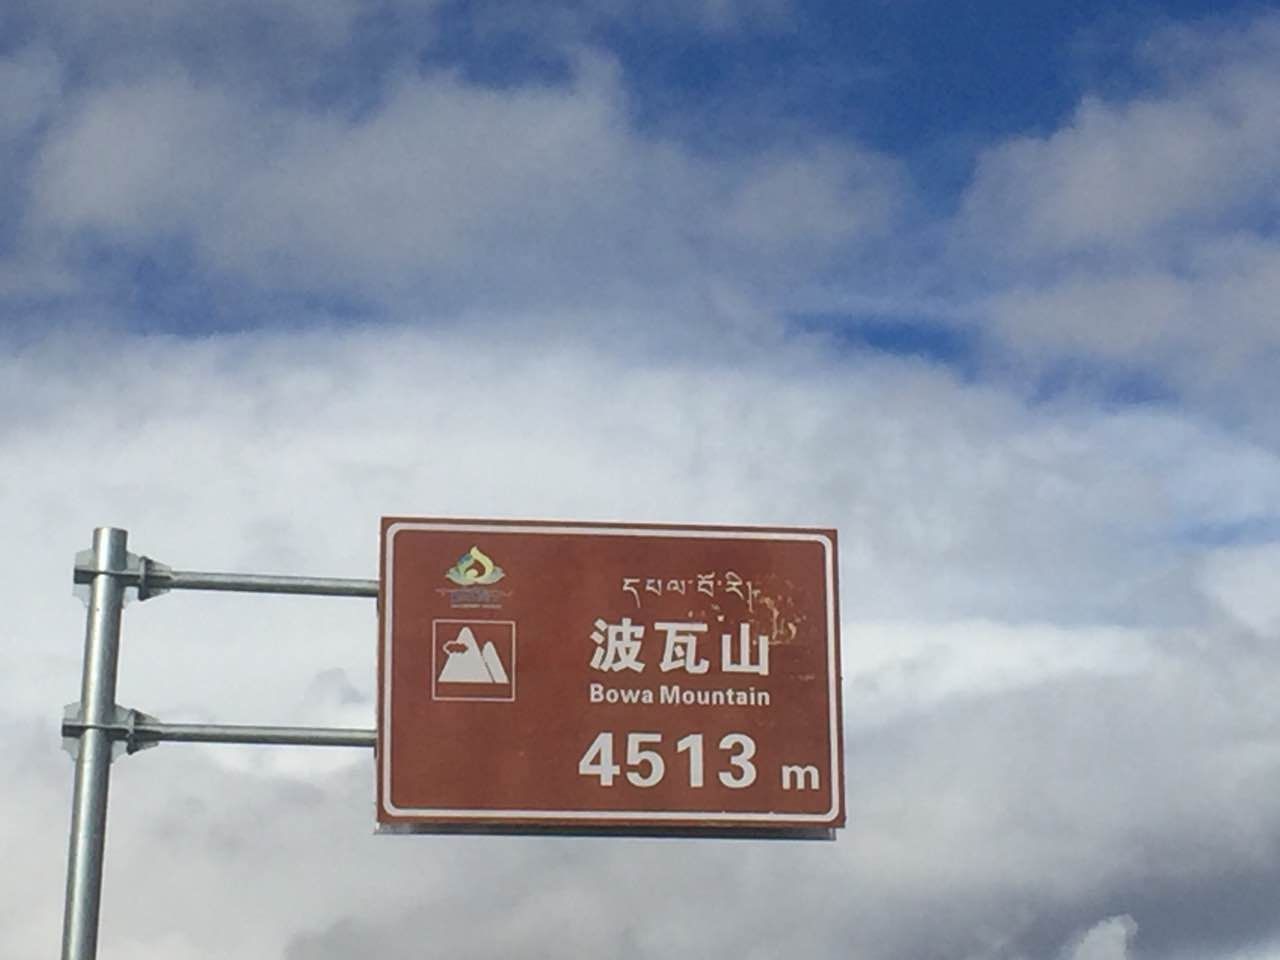 དཔལ་བོ་རི།
波瓦山
Bowa Mountain
4513 m